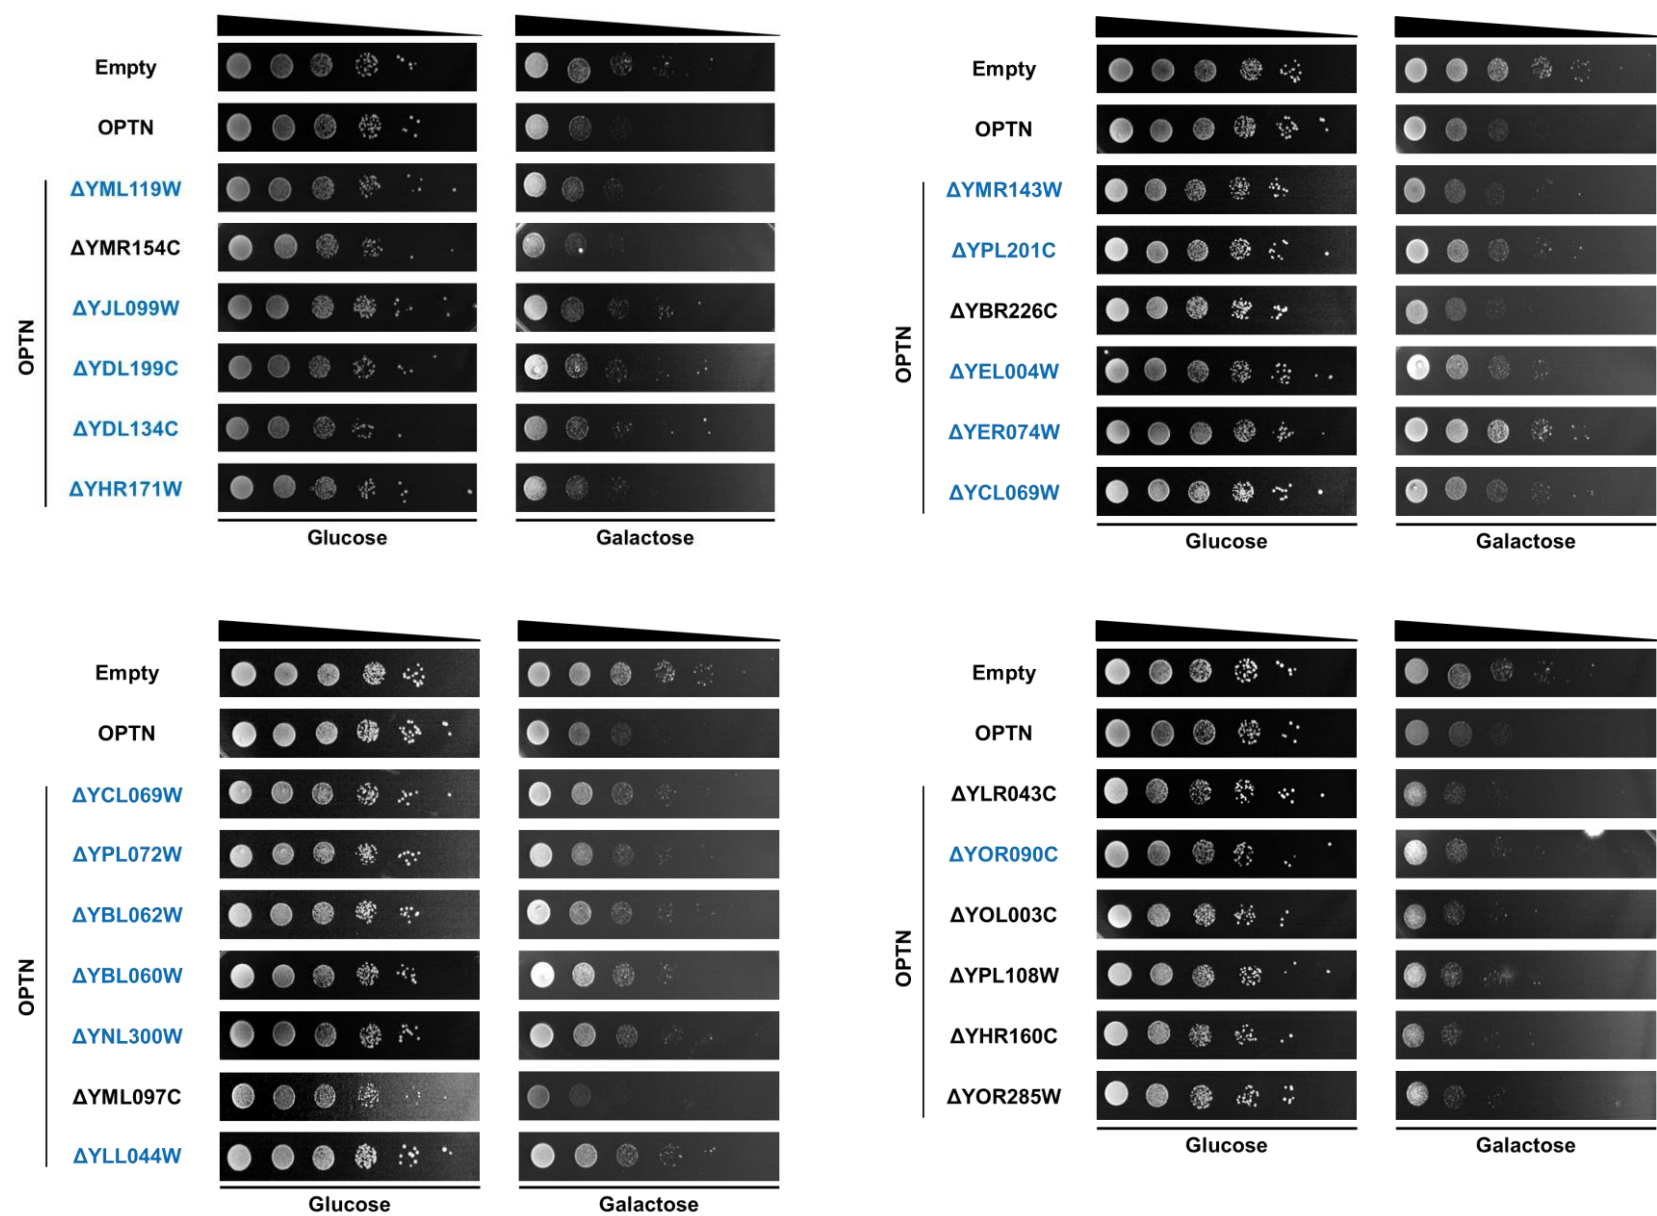 Empty
OPTN
ΔYML119W
ΔYMR154C
ΔYJL099W
ΔYDL199C
ΔYDL134C
ΔYHR171W
OPTN
Glucose
Galactose
Empty
OPTN
ΔYMR143W
ΔYPL201C
ΔYBR226C
ΔYEL004W
ΔYER074W
ΔYCL069W
OPTN
Glucose
Galactose
Empty
OPTN
ΔYCL069W
ΔYPL072W
ΔYBL062W
ΔYBL060W
ΔYNL300W
ΔYML097C
ΔYLL044W
OPTN
Glucose
Galactose
Empty
OPTN
ΔYLR043C
ΔYOR090C
ΔYOL003C
ΔYPL108W
ΔYHR160C
ΔYOR285W
OPTN
Glucose
Galactose